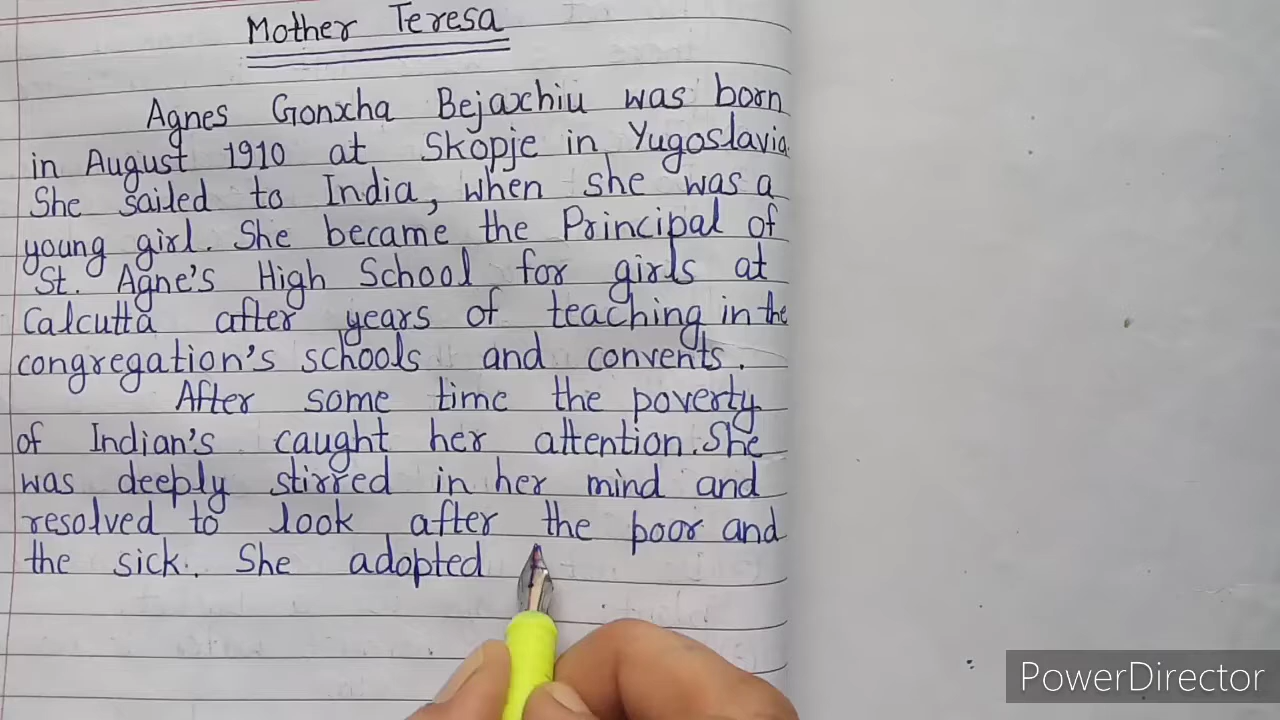 Mother Teresa
Agnes Gonxha Bejaxhiu was born
in August 1910 at Skopje in Yugoslavia.
She sailed to India, when she was a
young girl. She became the Principal of
St. Agne's High School for girls at
Calcutta after years of teaching in the
congregation's schools and convents.
After some time the poverty
of Indian's caught her attention. She
was deeply stirred in her mind and
resolved to look after the poor and
the sick. She adopted
PowerDirector